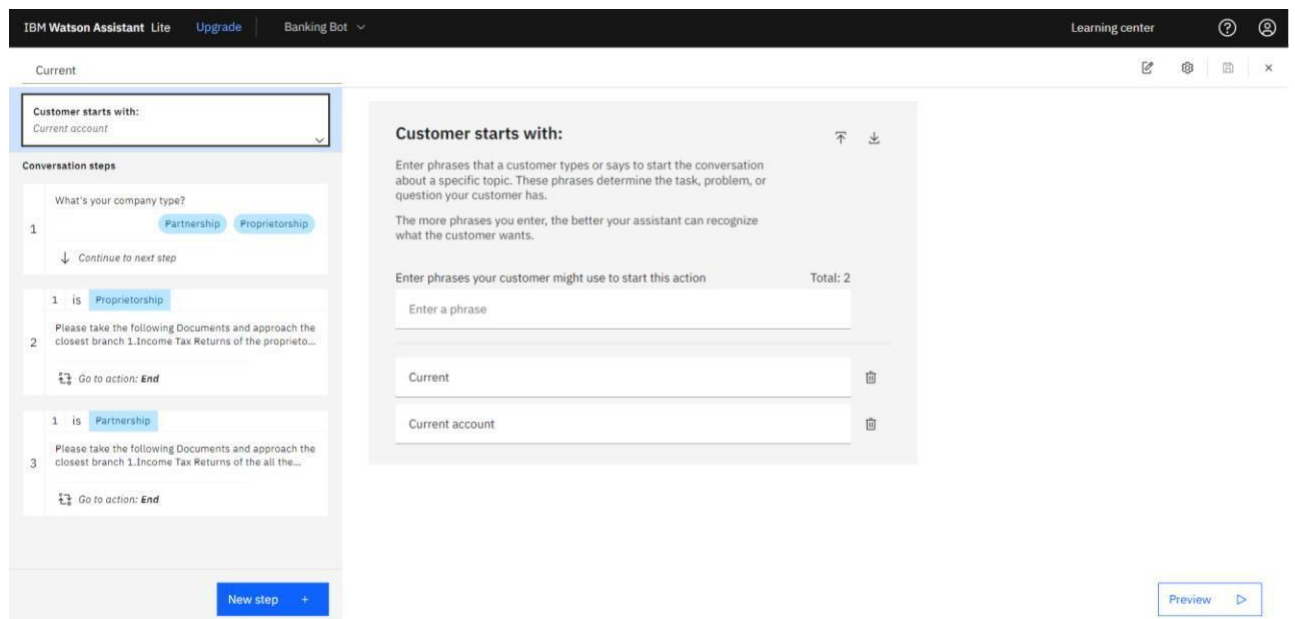 IBM Watson Assistant Lite Upgrade Banking Bot Learning center
Current
Customer starts with:
Current account
Conversation steps
1
What's your company type?
Partnership Proprietorship
Continue to next step
2
1 is Proprietorship
Please take the following Documents and approach the
closest branch 1.Income Tax Returns of the proprieto...
Go to action: End
3
1 is Partnership
Please take the following Documents and approach the
closest branch 1.Income Tax Returns of the all the...
Go to action: End
New step +
Customer starts with:
Enter phrases that a customer types or says to start the conversation
about a specific topic. These phrases determine the task, problem, or
question your customer has.
The more phrases you enter, the better your assistant can recognize
what the customer wants.
Enter phrases your customer might use to start this action Total: 2
Enter a phrase
Current
Current account
Preview